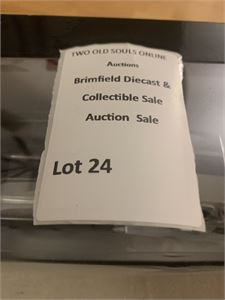 TWO OLD SOULS ONLINE
Auctions
Brimfield Diecast &
Collectible Sale
Auction Sale
Lot 24